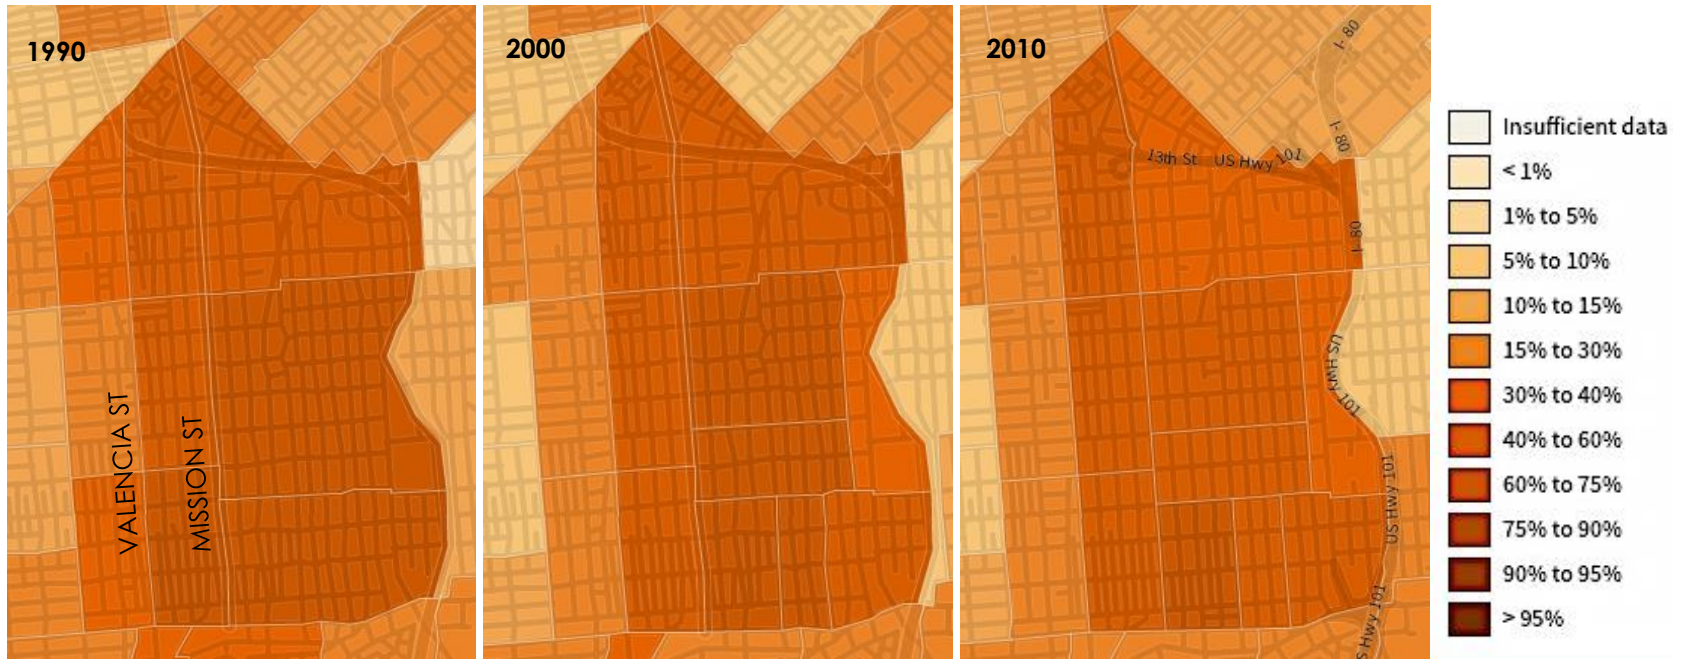 1990
VALENCIA ST
MISSION ST
2000
2010
I- 80
I- 80
13th St
US Hwy 101
I- 80
US Hwy 101
US Hwy 101
S Hwy 101
Insufficient data
< 1%
1% to 5%
5% to 10%
10% to 15%
15% to 30%
30% to 40%
40% to 60%
60% to 75%
75% to 90%
90% to 95%
> 95%